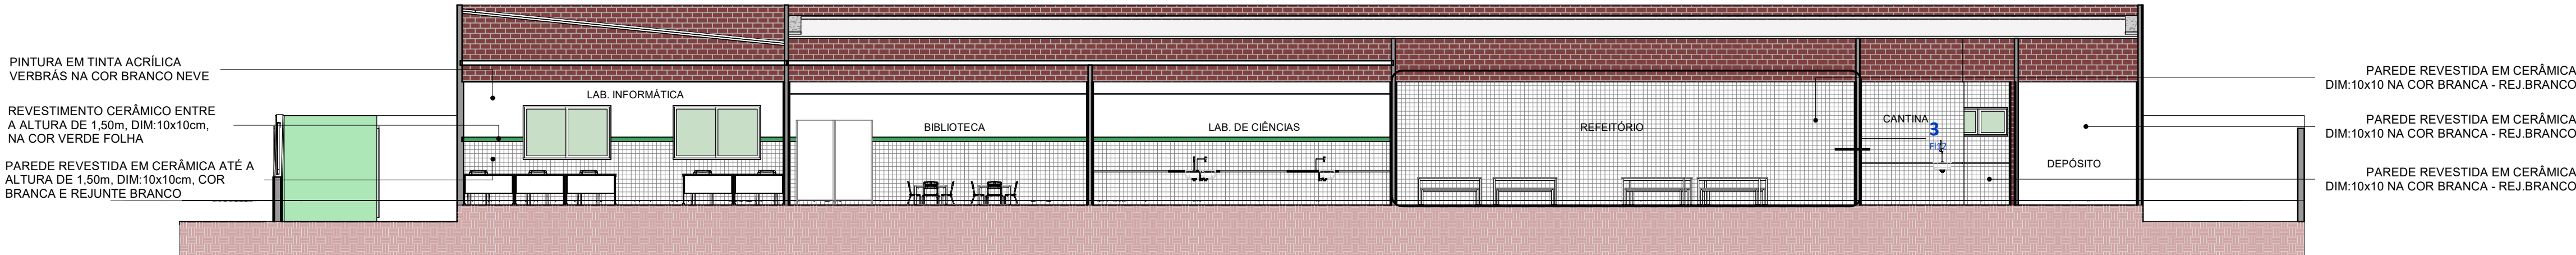 PINTURA EM TINTA ACRÍLICA
VERBRÁS NA COR BRANCO NEVE
REVESTIMENTO CERÂMICO ENTRE
A ALTURA DE 1,50m, DIM:10x10cm,
NA COR VERDE FOLHA
PAREDE REVESTIDA EM CERÂMICA ATÉ A
ALTURA DE 1,50m, DIM:10x10cm, COR
BRANCA E REJUNTE BRANCO
LAB. INFORMÁTICA
BIBLIOTECA
LAB. DE CIÊNCIAS
REFEITÓRIO
CANTINA
3
DEPÓSITO
PAREDE REVESTIDA EM CERÂMICA
DIM:10x10 NA COR BRANCA - REJ.BRANCO
PAREDE REVESTIDA EM CERÂMICA
DIM:10x10 NA COR BRANCA - REJ.BRANCO
PAREDE REVESTIDA EM CERÂMICA
DIM:10x10 NA COR BRANCA - REJ.BRANCO